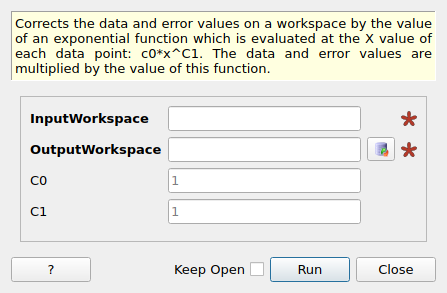 Corrects the data and error values on a workspace by the value
of an exponential function which is evaluated at the X value of
each data point: c0*x^C1. The data and error values are
multiplied by the value of this function.
InputWorkspace
OutputWorkspace
C0 1
C1 1
? Keep Open Run Close